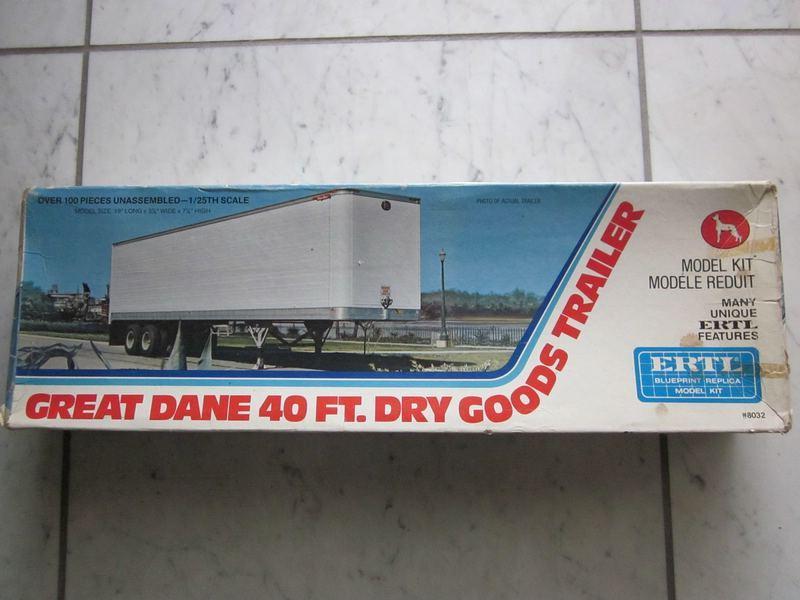 OVER 100 PIECES UNASSEMBLED—1/25TH SCALE
PHOTO OF ACTUAL TRAILER
GREAT DANE 40 FT. DRY GOODS TRAILER
MODEL KIT
MODÈLE REDUIT
MANY
UNIQUE
ERTL
FEATURES
ERTL
BLUEPRINT REPLICA
MODEL KIT
#8032